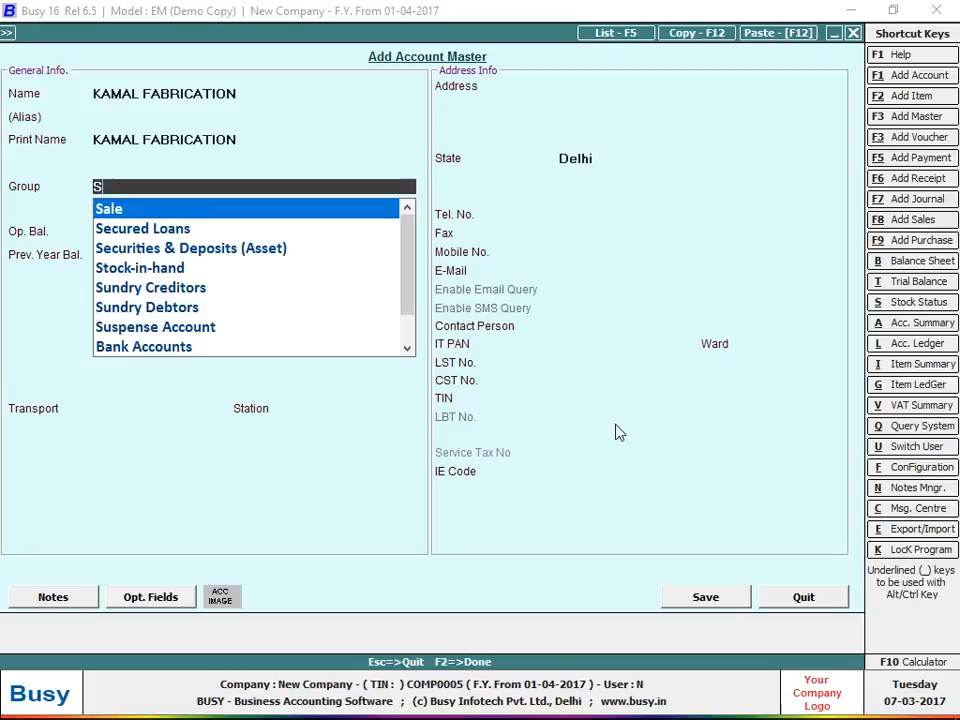 Busy 16 Rel 6.5 | Model : EM (Demo Copy) | New Company - F.Y. From 01-04-2017
>>
List - F5
Copy - F12
Paste - [F12]
Add Account Master
General Info.
Name KAMAL FABRICATION
(Alias)
Print Name KAMAL FABRICATION
Group S
Sale
Secured Loans
Securities & Deposits (Asset)
Stock-in-hand
Sundry Creditors
Sundry Debtors
Suspense Account
Bank Accounts
Op. Bal.
Prev. Year Bal.
Transport Station
Address Info
Address
State Delhi
Tel. No.
Fax
Mobile No.
E-Mail
Enable Email Query
Enable SMS Query
Contact Person
IT PAN Ward
LST No.
CST No.
TIN
LBT No.
Service Tax No
IE Code
Notes
Opt. Fields
ACC IMAGE
Save
Quit
Esc=>Quit F2=>Done
Shortcut Keys
F1 Help
F1 Add Account
F2 Add Item
F3 Add Master
F3 Add Voucher
F5 Add Payment
F6 Add Receipt
F7 Add Journal
F8 Add Sales
F9 Add Purchase
B Balance Sheet
T Trial Balance
S Stock Status
A Acc. Summary
L Acc. Ledger
I Item Summary
G Item LedGer
V VAT Summary
Q Query System
U Switch User
F ConFiguration
N Notes Mngr.
C Msg. Centre
E Export/Import
K LocK Program
Underlined (_) keys
to be used with
Alt/Ctrl Key
F10 Calculator
Busy
Company : New Company - ( TIN : ) COMP0005 ( F.Y. From 01-04-2017 ) - User : N
BUSY - Business Accounting Software ; (c) Busy Infotech Pvt. Ltd., Delhi ; www.busy.in
Your
Company
Logo
Tuesday
07-03-2017